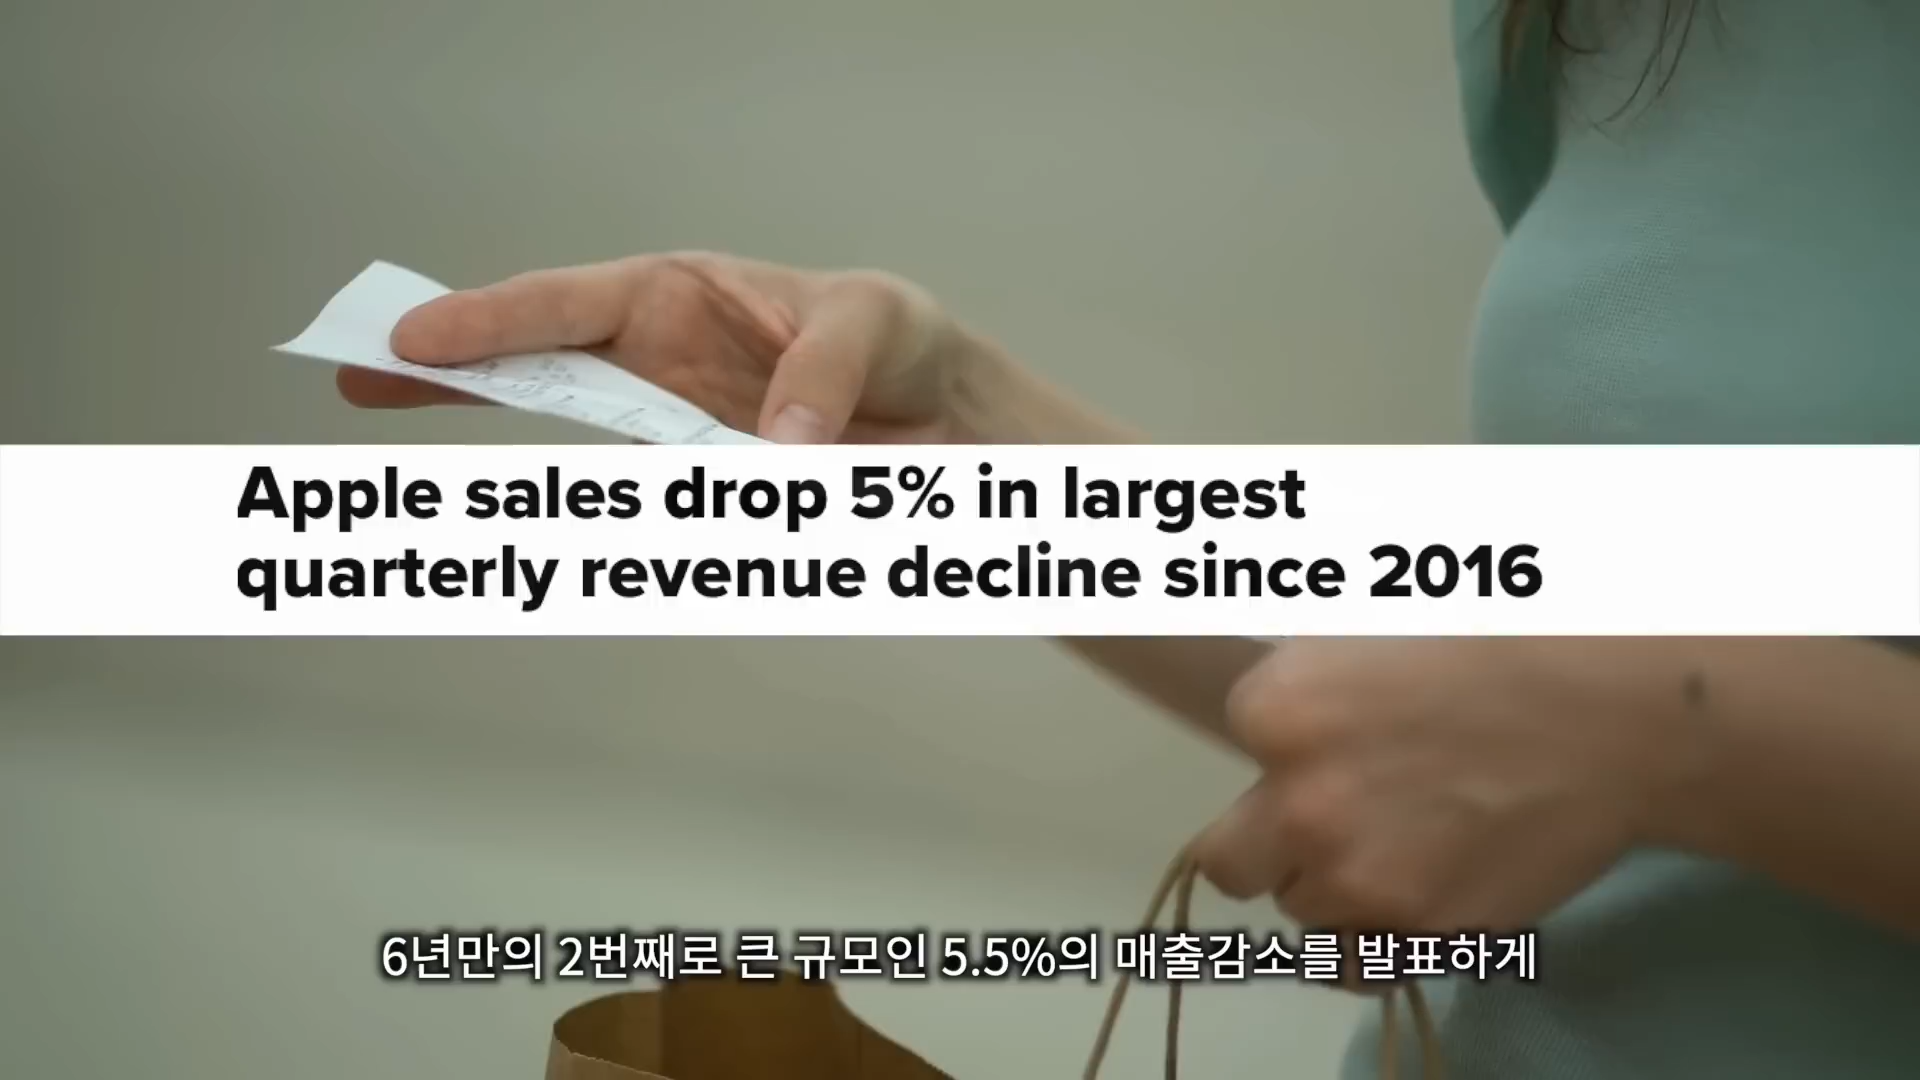 Apple sales drop 5% in largest
quarterly revenue decline since 2016
6년만의 2번째로 큰 규모인 5.5%의 매출감소를 발표하게